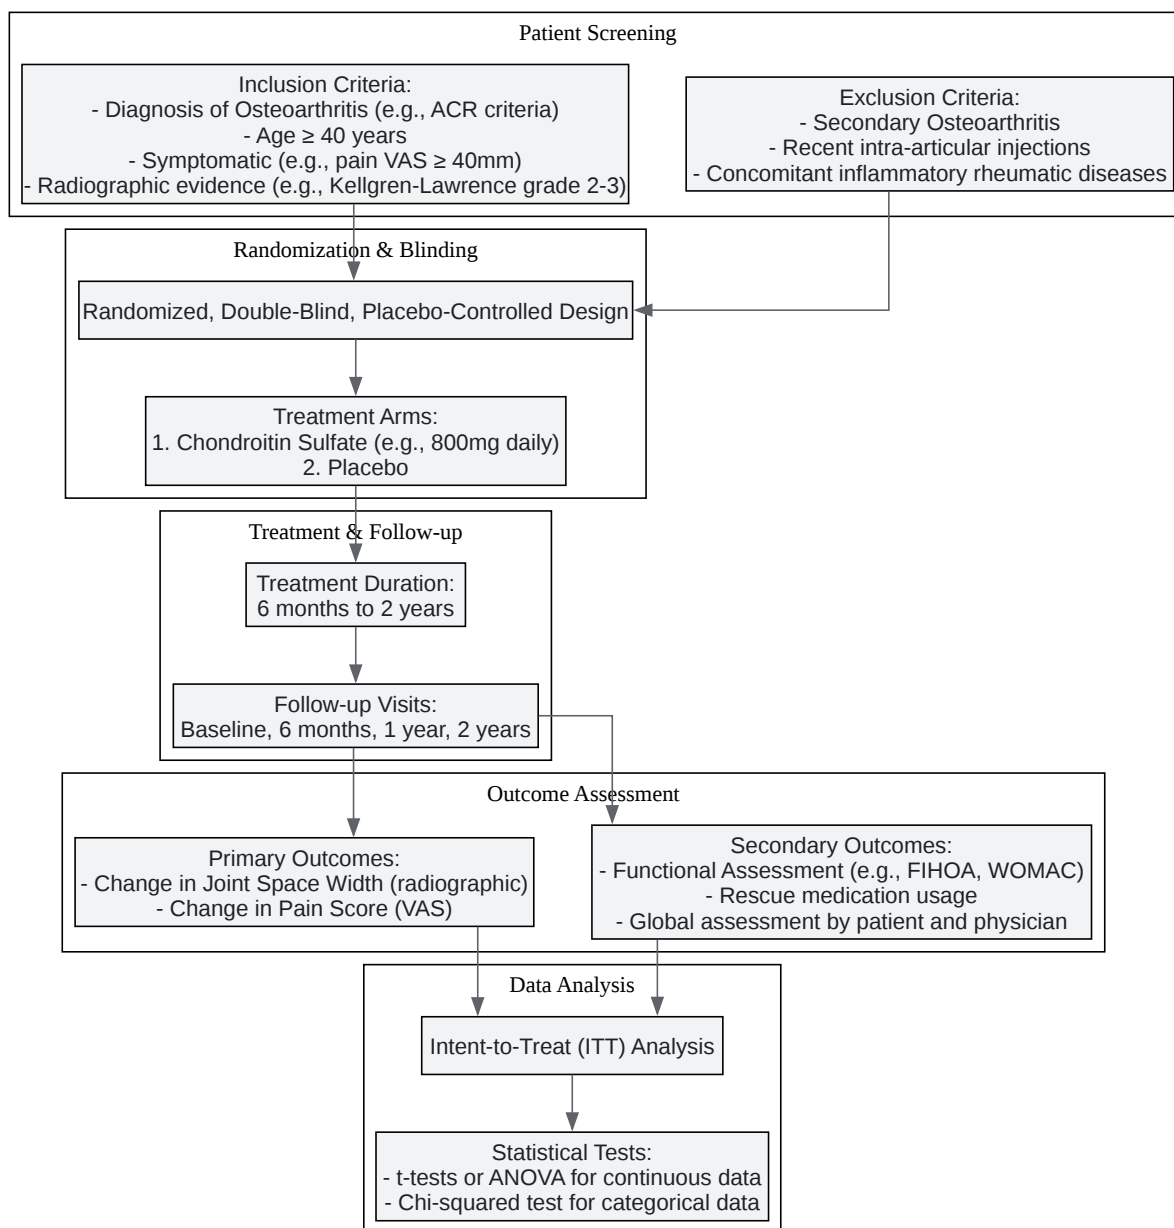 Patient Screening
Inclusion Criteria:
- Diagnosis of Osteoarthritis (e.g., ACR criteria)
- Age ≥ 40 years
- Symptomatic (e.g., pain VAS ≥ 40mm)
- Radiographic evidence (e.g., Kellgren-Lawrence grade 2-3)
Exclusion Criteria:
- Secondary Osteoarthritis
- Recent intra-articular injections
- Concomitant inflammatory rheumatic diseases
Randomization & Blinding
Randomized, Double-Blind, Placebo-Controlled Design
Treatment Arms:
1. Chondroitin Sulfate (e.g., 800mg daily)
2. Placebo
Treatment & Follow-up
Treatment Duration:
6 months to 2 years
Follow-up Visits:
Baseline, 6 months, 1 year, 2 years
Outcome Assessment
Primary Outcomes:
- Change in Joint Space Width (radiographic)
- Change in Pain Score (VAS)
Secondary Outcomes:
- Functional Assessment (e.g., FIHOA, WOMAC)
- Rescue medication usage
- Global assessment by patient and physician
Data Analysis
Intent-to-Treat (ITT) Analysis
Statistical Tests:
- t-tests or ANOVA for continuous data
- Chi-squared test for categorical data